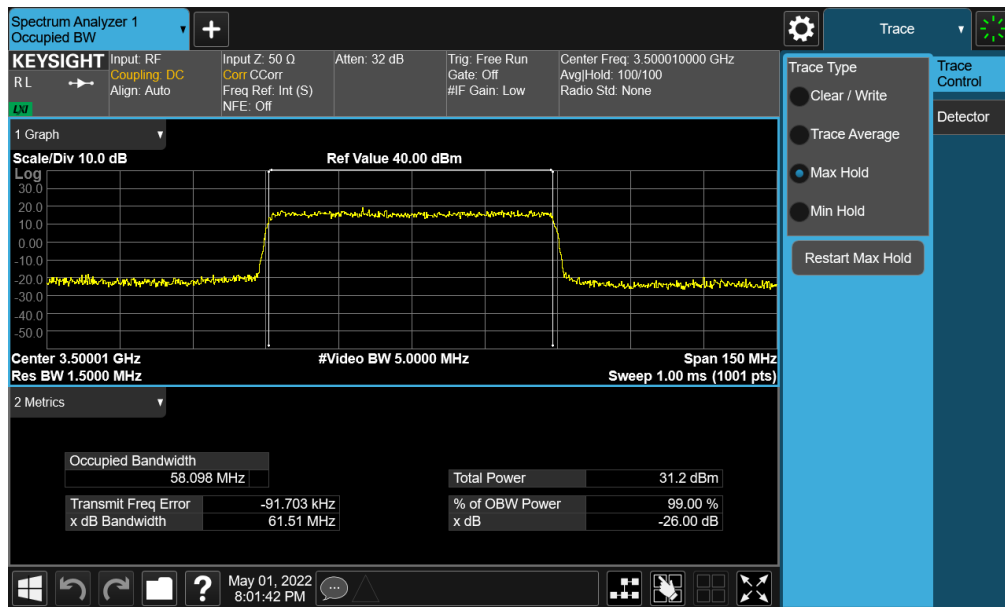 Spectrum Analyzer 1
Occupied BW
+
Trace
KEYSIGHT
R L
LXI
Input: RF
Coupling: DC
Align: Auto
Input Z: 50 Ω
Corr CCorr
Freq Ref: Int (S)
NFE: Off
Atten: 32 dB
Trig: Free Run
Gate: Off
#IF Gain: Low
Center Freq: 3.500010000 GHz
Avg|Hold: 100/100
Radio Std: None
1 Graph
Scale/Div 10.0 dB
Ref Value 40.00 dBm
Log
30.0
20.0
10.0
0.00
-10.0
-20.0
-30.0
-40.0
-50.0
Center 3.50001 GHz
#Video BW 5.0000 MHz
Span 150 MHz
Res BW 1.5000 MHz
Sweep 1.00 ms (1001 pts)
2 Metrics
Occupied Bandwidth
58.098 MHz
Total Power 31.2 dBm
Transmit Freq Error -91.703 kHz
% of OBW Power 99.00 %
x dB Bandwidth 61.51 MHz
x dB -26.00 dB
Trace Type
Clear / Write
Trace Average
Max Hold
Min Hold
Restart Max Hold
Trace
Control
Detector
?
May 01, 2022
8:01:42 PM